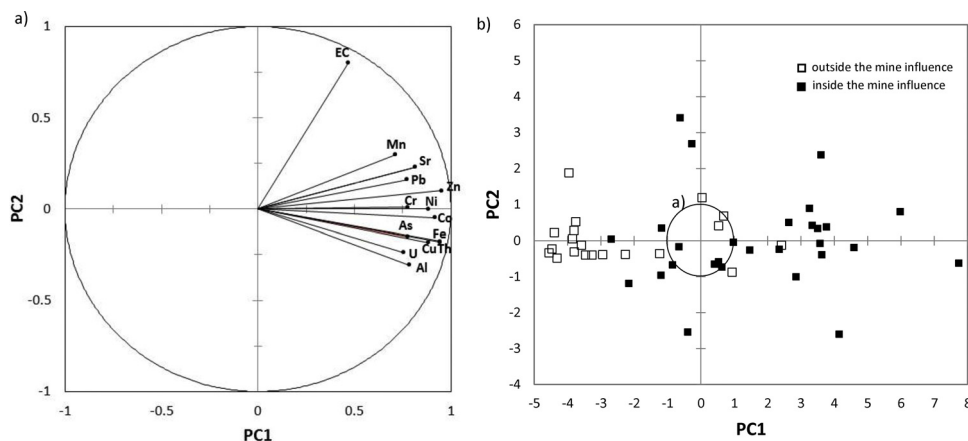 a)
PC2
1
0.5
0
-0.5
-1
-1
-0.5
0
0.5
1
PC1
EC
Mn
Sr
Pb
Zn
Cr Ni
Co
As
Fe
CuTh
U
Al
b)
PC2
6
5
4
3
2
1
0
-1
-2
-3
-4
-5 -4 -3 -2 -1 0 1 2 3 4 5 6 7 8
PC1
outside the mine influence
inside the mine influence
a)